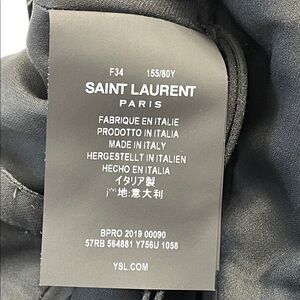 F34 155/80Y
SAINT LAURENT
PARIS
FABRIQUE EN ITALIE
PRODOTTO IN ITALIA
MADE IN ITALY
HERGESTELLT IN ITALIEN
HECHO EN ITALIA
イタリア製
地:意大利
BPRO 2019 00090
57RB 564881 Y756U 1058
YSL.COM